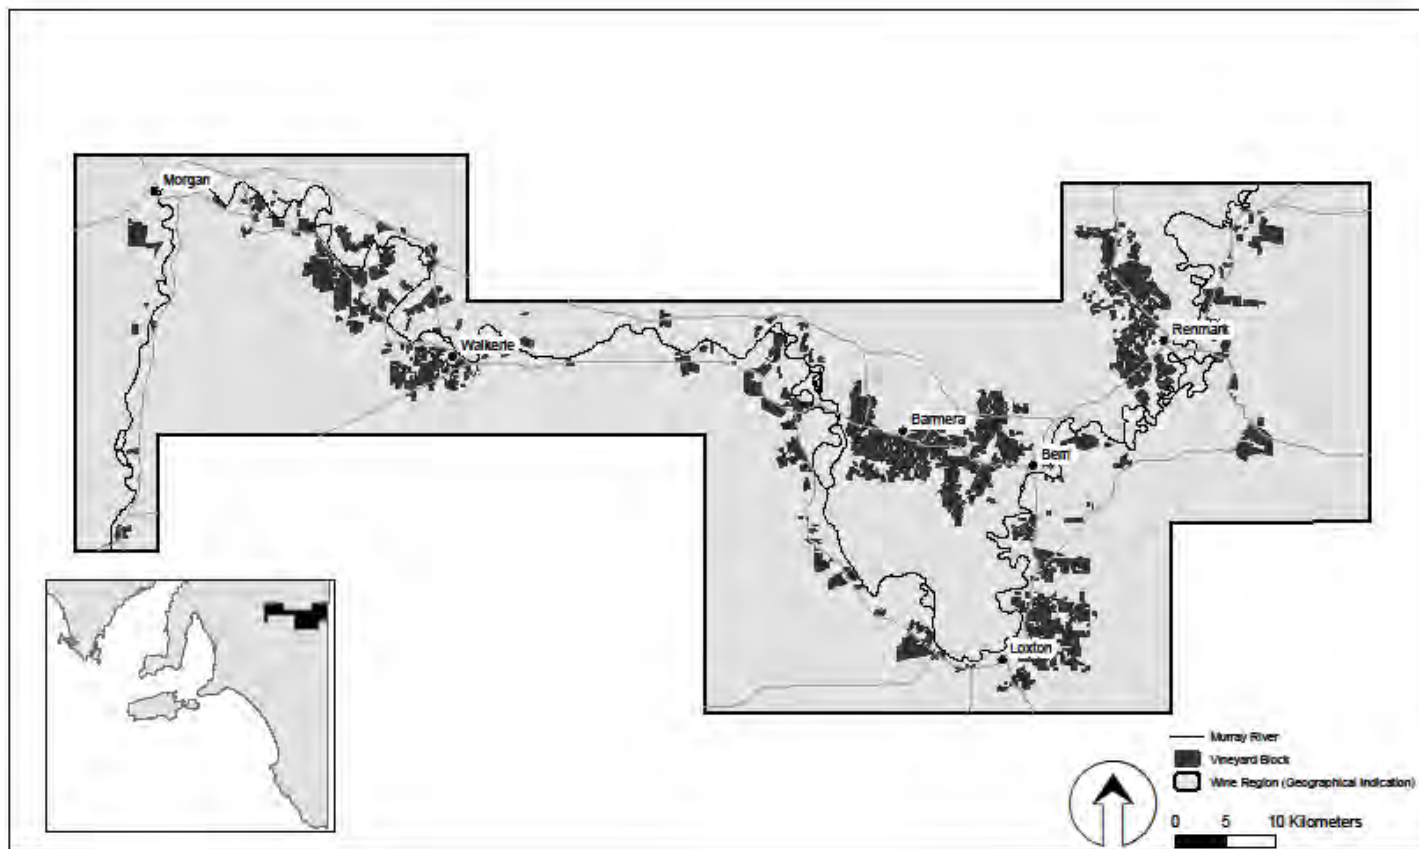 Morgan
Renmark
Waikerie
Barmera
Berri
Loxton
Murray River
Vineyard Block
Wine Region (Geographical Indication)
0 5 10 Kilometers